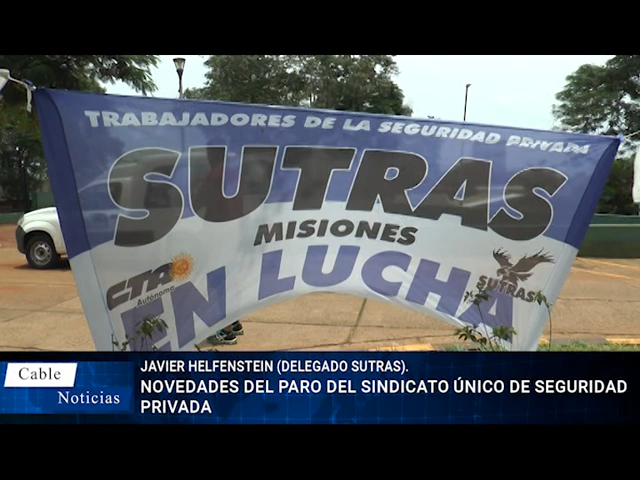 TRABAJADORES DE LA SEGURIDAD PRIVADA
SUTRAS
MISIONES
CTA
Autónoma
EN LUCHA
SUTRAS
JAVIER HELFENSTEIN (DELEGADO SUTRAS).
Cable
Noticias
NOVEDADES DEL PARO DEL SINDICATO ÚNICO DE SEGURIDAD
PRIVADA